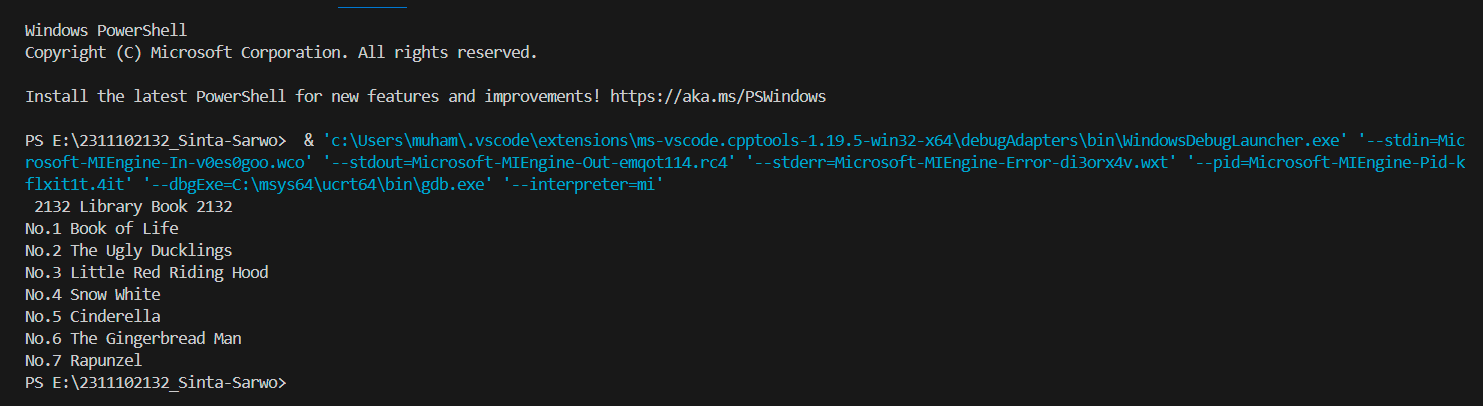 Windows PowerShell
Copyright (C) Microsoft Corporation. All rights reserved.
Install the latest PowerShell for new features and improvements! https://aka.ms/PSWindows
PS E:\2311102132_Sinta-Sarwo>  & 'c:\Users\muham\.vscode\extensions\ms-vscode.cpptools-1.19.5-win32-x64\debugAdapters\bin\WindowsDebugLauncher.exe' '--stdin=Mic
rosoft-MIEngine-In-v0es0goo.wco' '--stdout=Microsoft-MIEngine-Out-emqot114.rc4' '--stderr=Microsoft-MIEngine-Error-di3orx4v.wxt' '--pid=Microsoft-MIEngine-Pid-k
flxit1t.4it' '--dbgExe=C:\msys64\ucrt64\bin\gdb.exe' '--interpreter=mi'
 2132 Library Book 2132
No.1 Book of Life
No.2 The Ugly Ducklings
No.3 Little Red Riding Hood
No.4 Snow White
No.5 Cinderella
No.6 The Gingerbread Man
No.7 Rapunzel
PS E:\2311102132_Sinta-Sarwo>